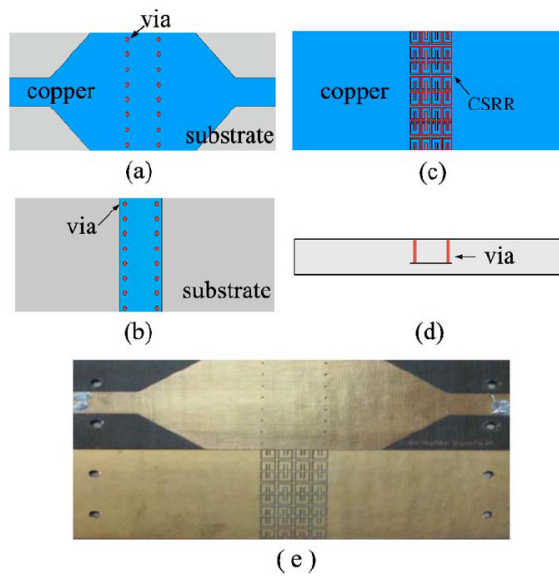 via
copper
substrate
(a)
copper
CSRR
(c)
via
substrate
(b)
via
(d)
(e)